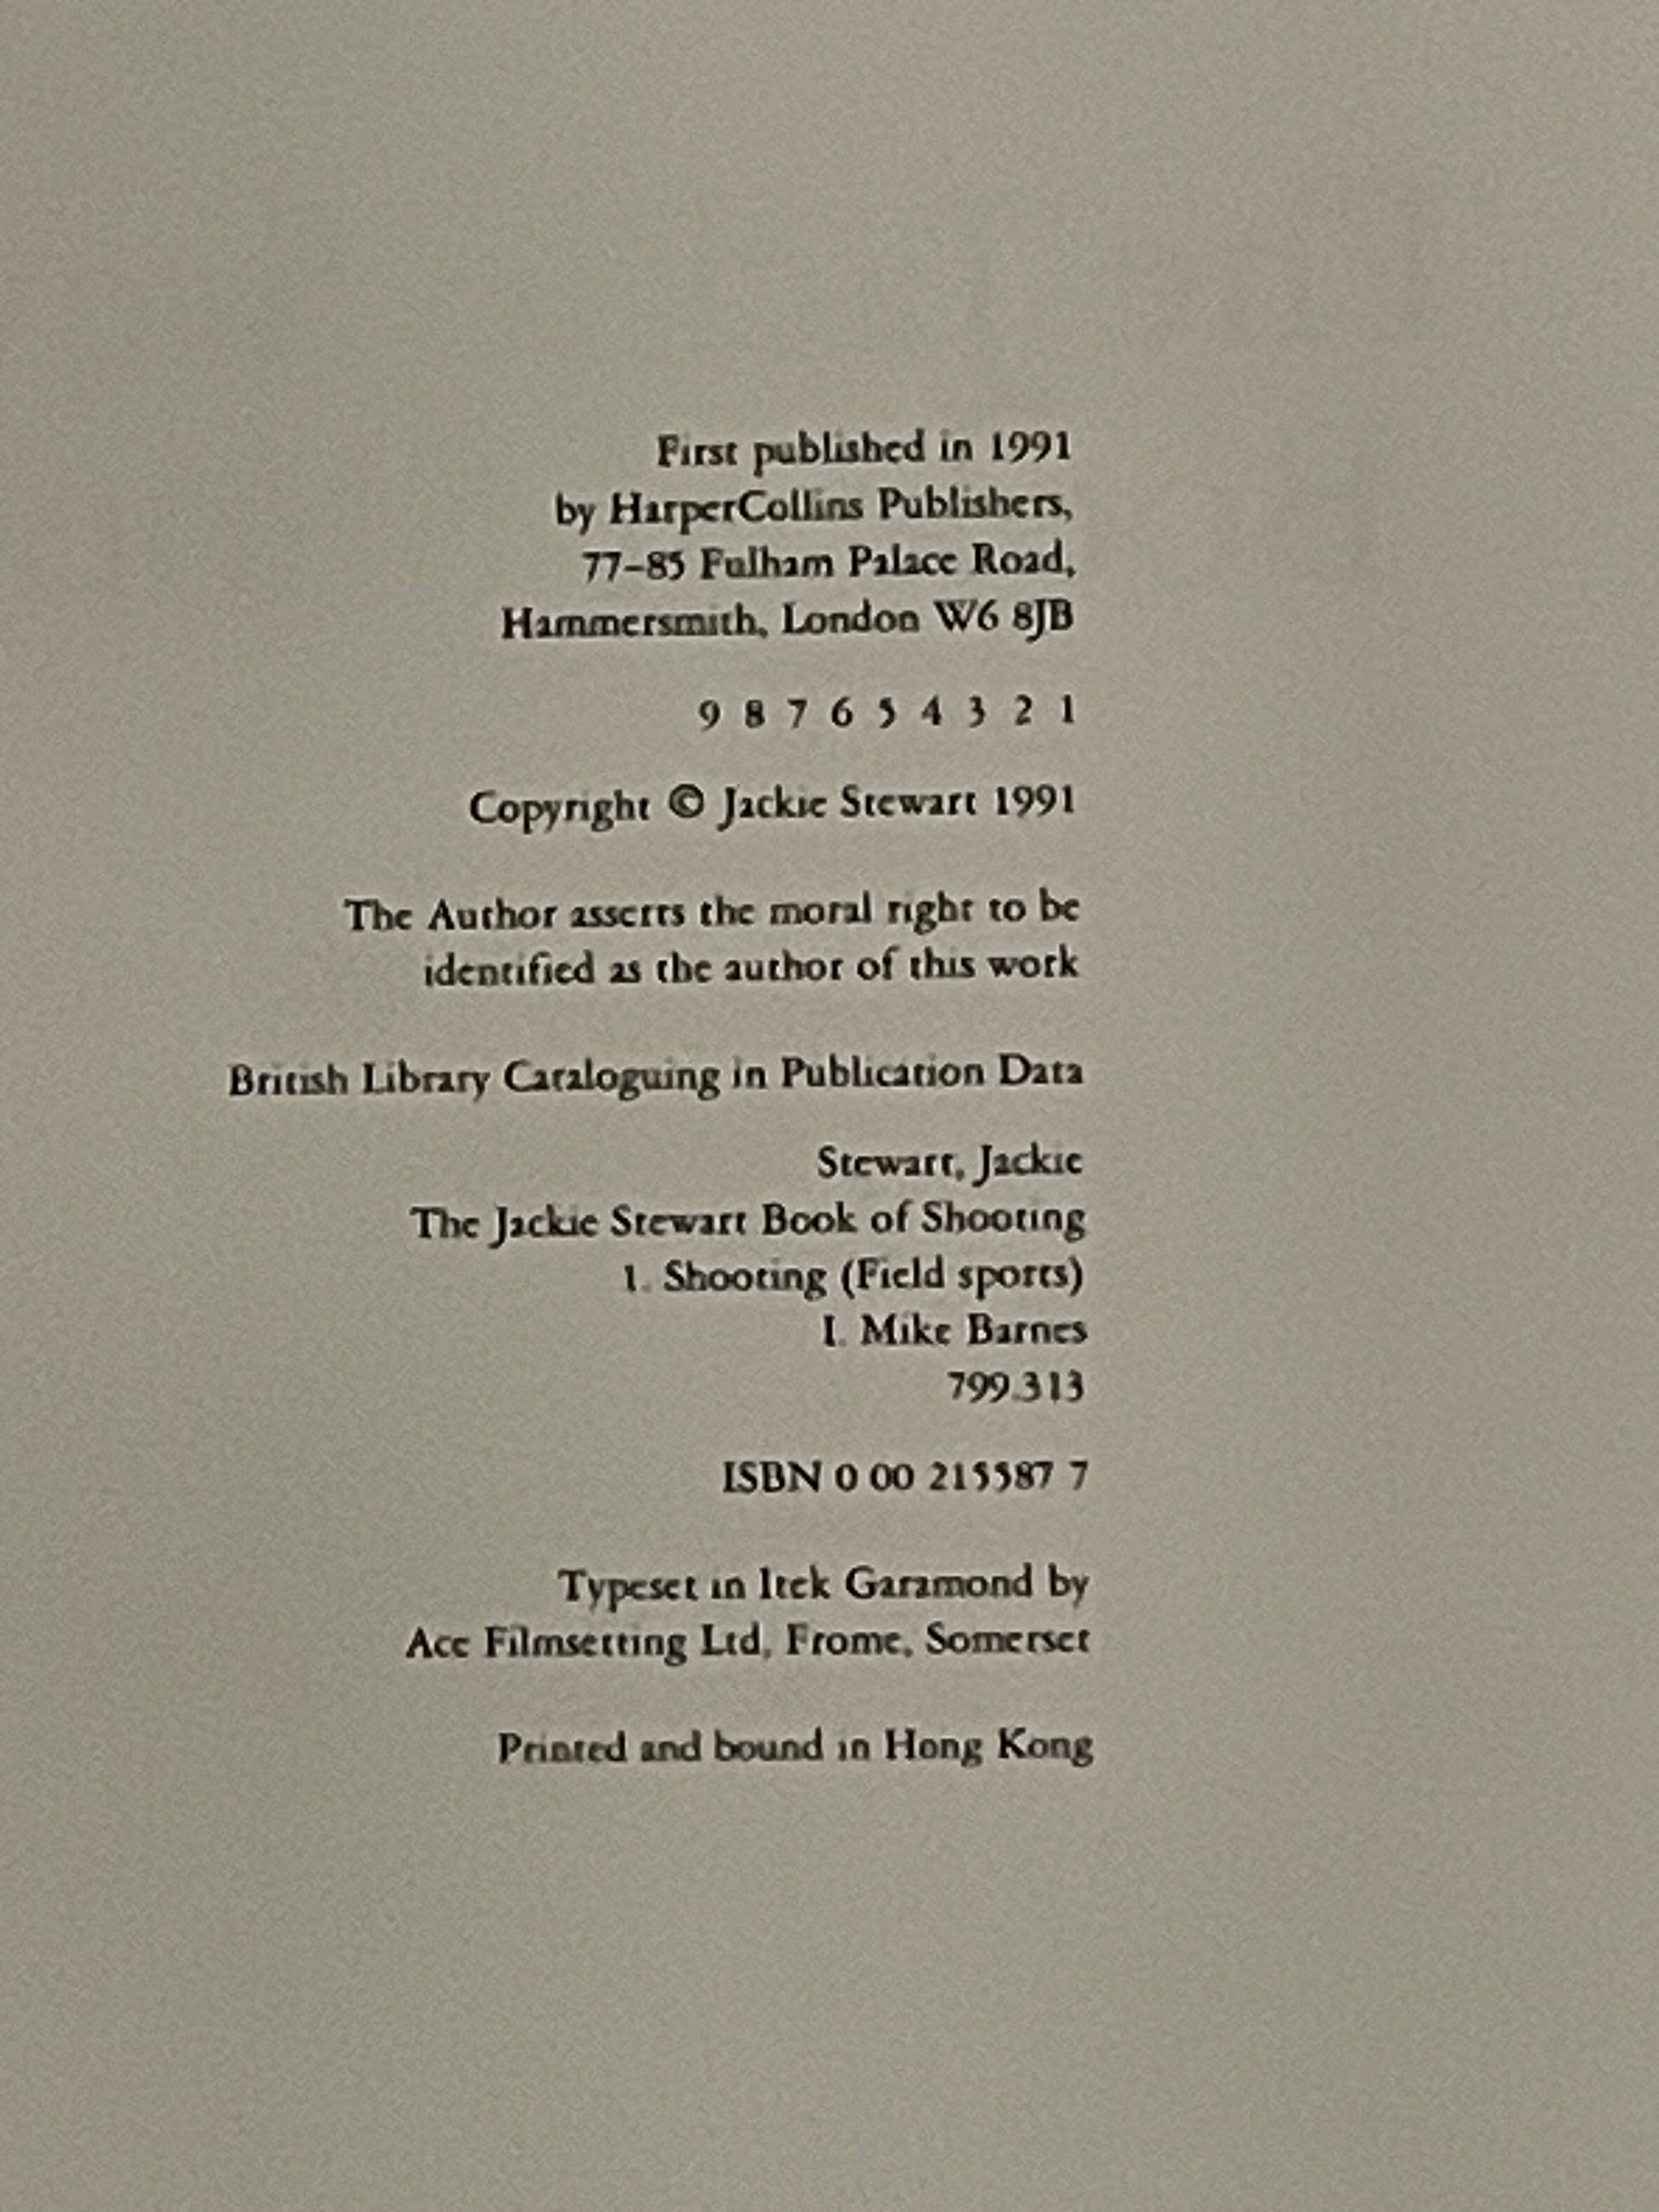 First published in 1991
by HarperCollins Publishers,
77–85 Fulham Palace Road,
Hammersmith, London W6 8JB
9 8 7 6 5 4 3 2 1
Copyright © Jackie Stewart 1991
The Author asserts the moral right to be
identified as the author of this work
British Library Cataloguing in Publication Data
Stewart, Jackie
The Jackie Stewart Book of Shooting
1. Shooting (Field sports)
I. Mike Barnes
799.313
ISBN 0 00 215587 7
Typeset in Itek Garamond by
Ace Filmsetting Ltd, Frome, Somerset
Printed and bound in Hong Kong